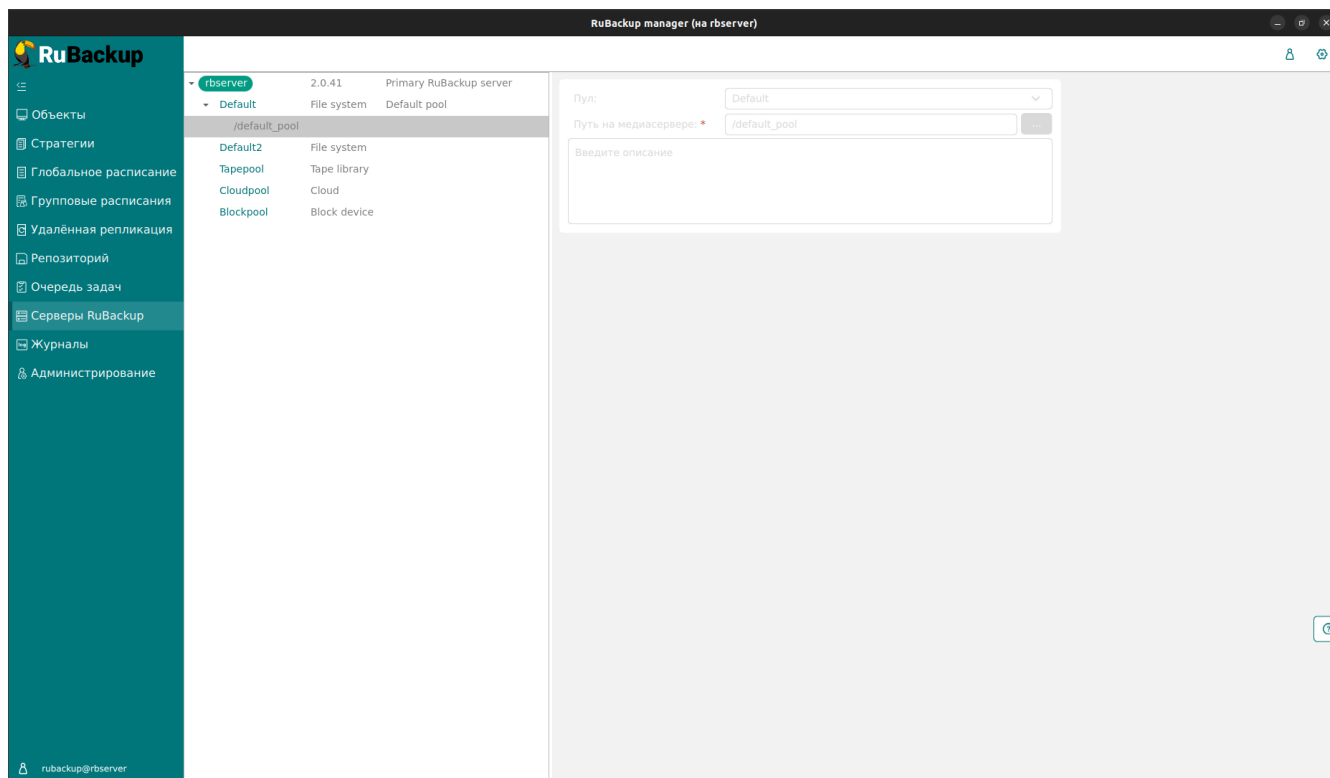 RuBackup manager (на rbserver)
RuBackup
Объекты
Стратегии
Глобальное расписание
Групповые расписания
Удалённая репликация
Репозиторий
Очередь задач
Серверы RuBackup
Журналы
Администрирование
rubackup@rbserver
rbserver 2.0.41 Primary RuBackup server
Default File system Default pool
/default_pool
Default2 File system
Tapepool Tape library
Cloudpool Cloud
Blockpool Block device
Пул: Default
Путь на медиасервере: * /default_pool ...
Введите описание